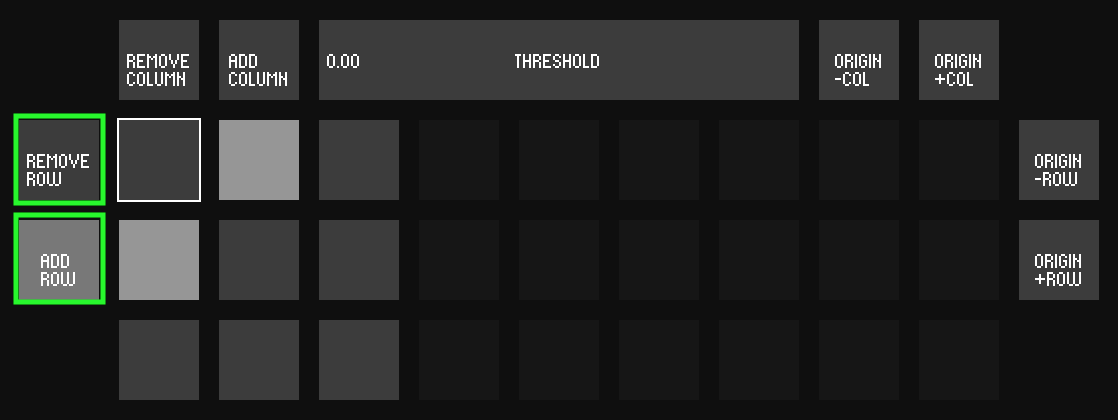 REMOVE
COLUMN
ADD
COLUMN
0.00
THRESHOLD
ORIGIN
-COL
ORIGIN
+COL
REMOVE
ROW
ORIGIN
-ROW
ADD
ROW
ORIGIN
+ROW